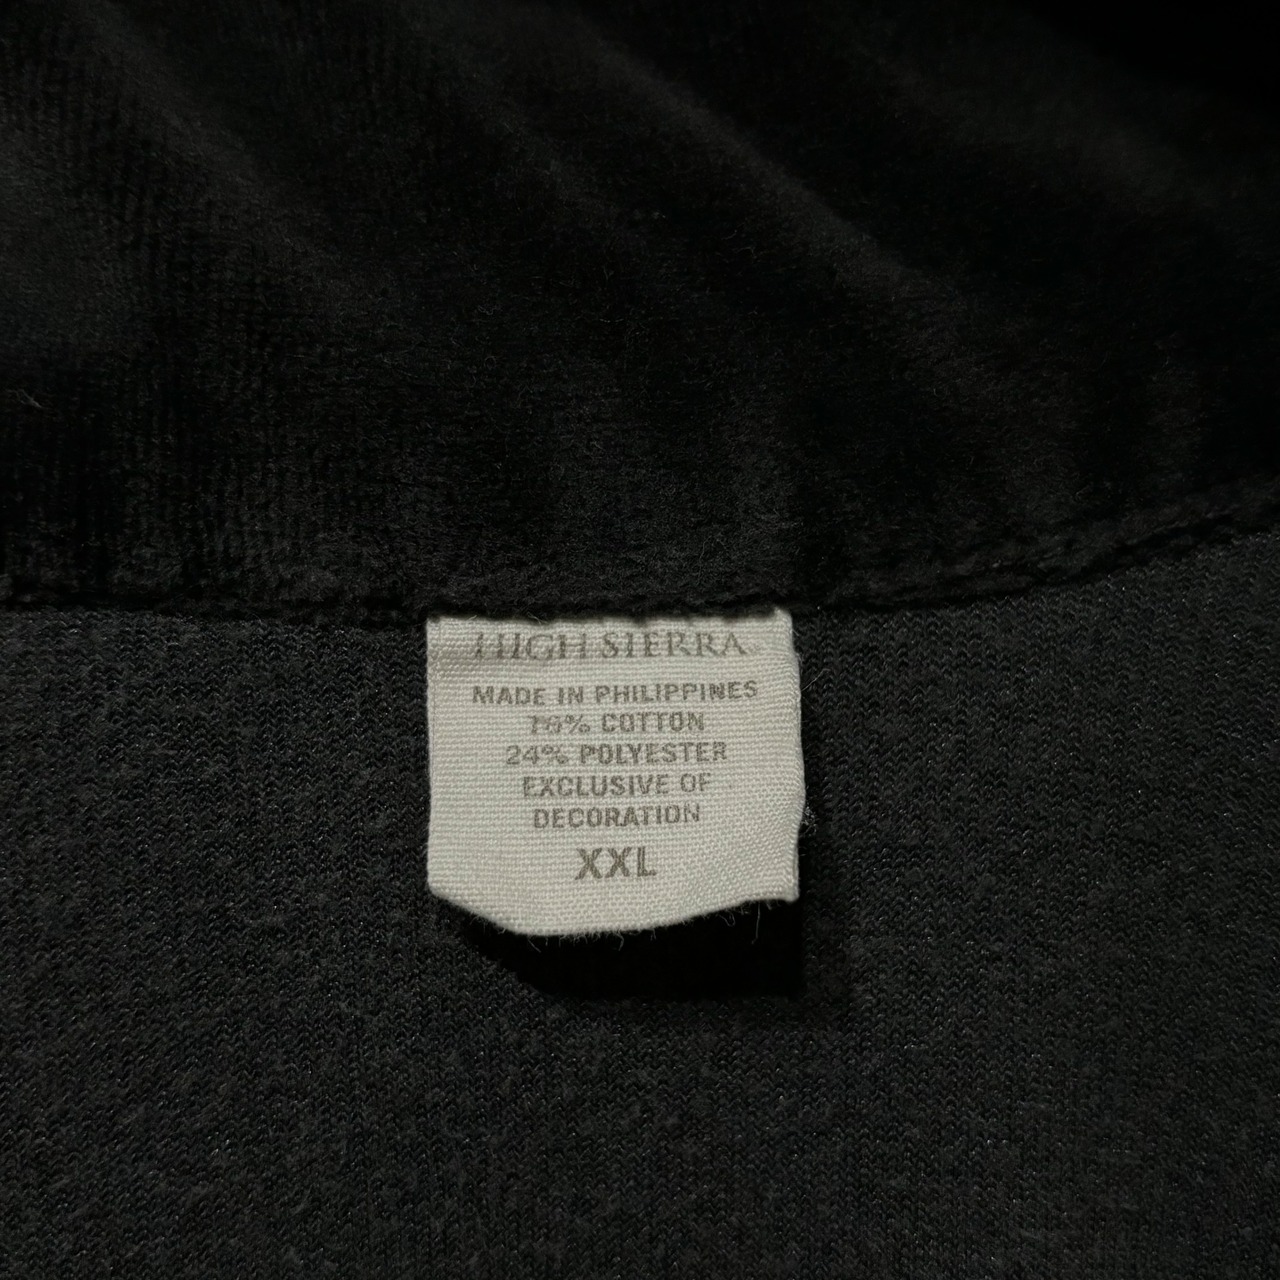 HIGH SIERRA
MADE IN PHILIPPINES
76% COTTON
24% POLYESTER
EXCLUSIVE OF
DECORATION
XXL